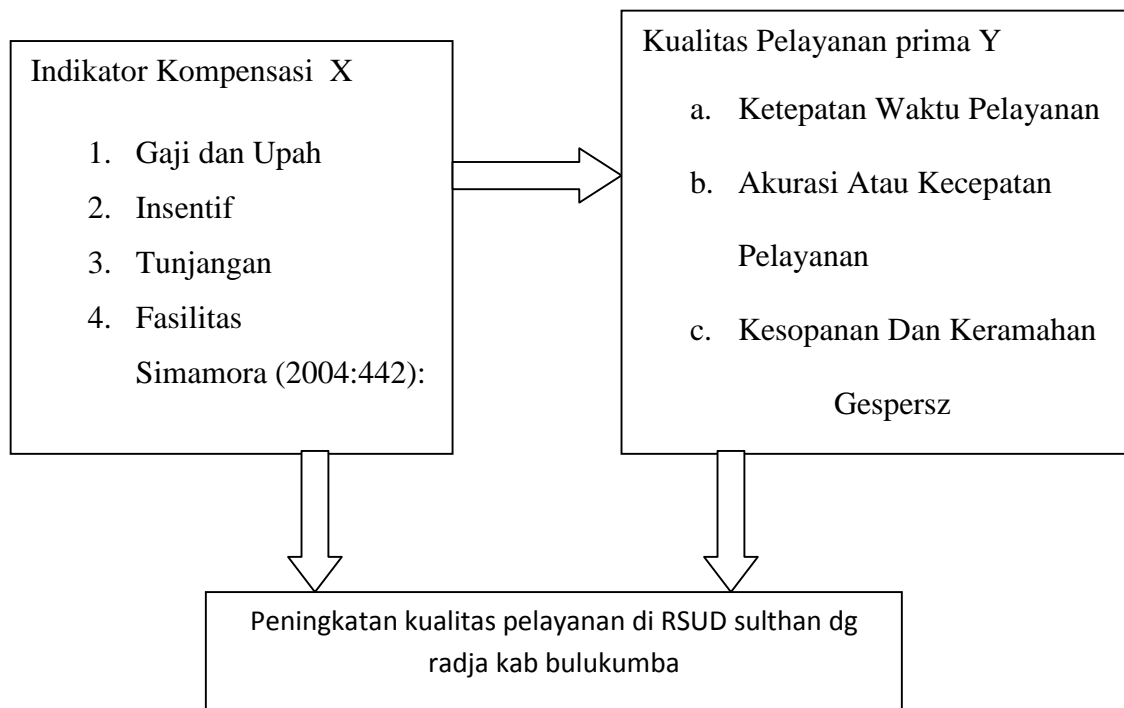 Indikator Kompensasi X
1. Gaji dan Upah
2. Insentif
3. Tunjangan
4. Fasilitas
Simamora (2004:442):
Kualitas Pelayanan prima Y
a. Ketepatan Waktu Pelayanan
b. Akurasi Atau Kecepatan
Pelayanan
c. Kesopanan Dan Keramahan
Gespersz
Peningkatan kualitas pelayanan di RSUD sulthan dg
radja kab bulukumba